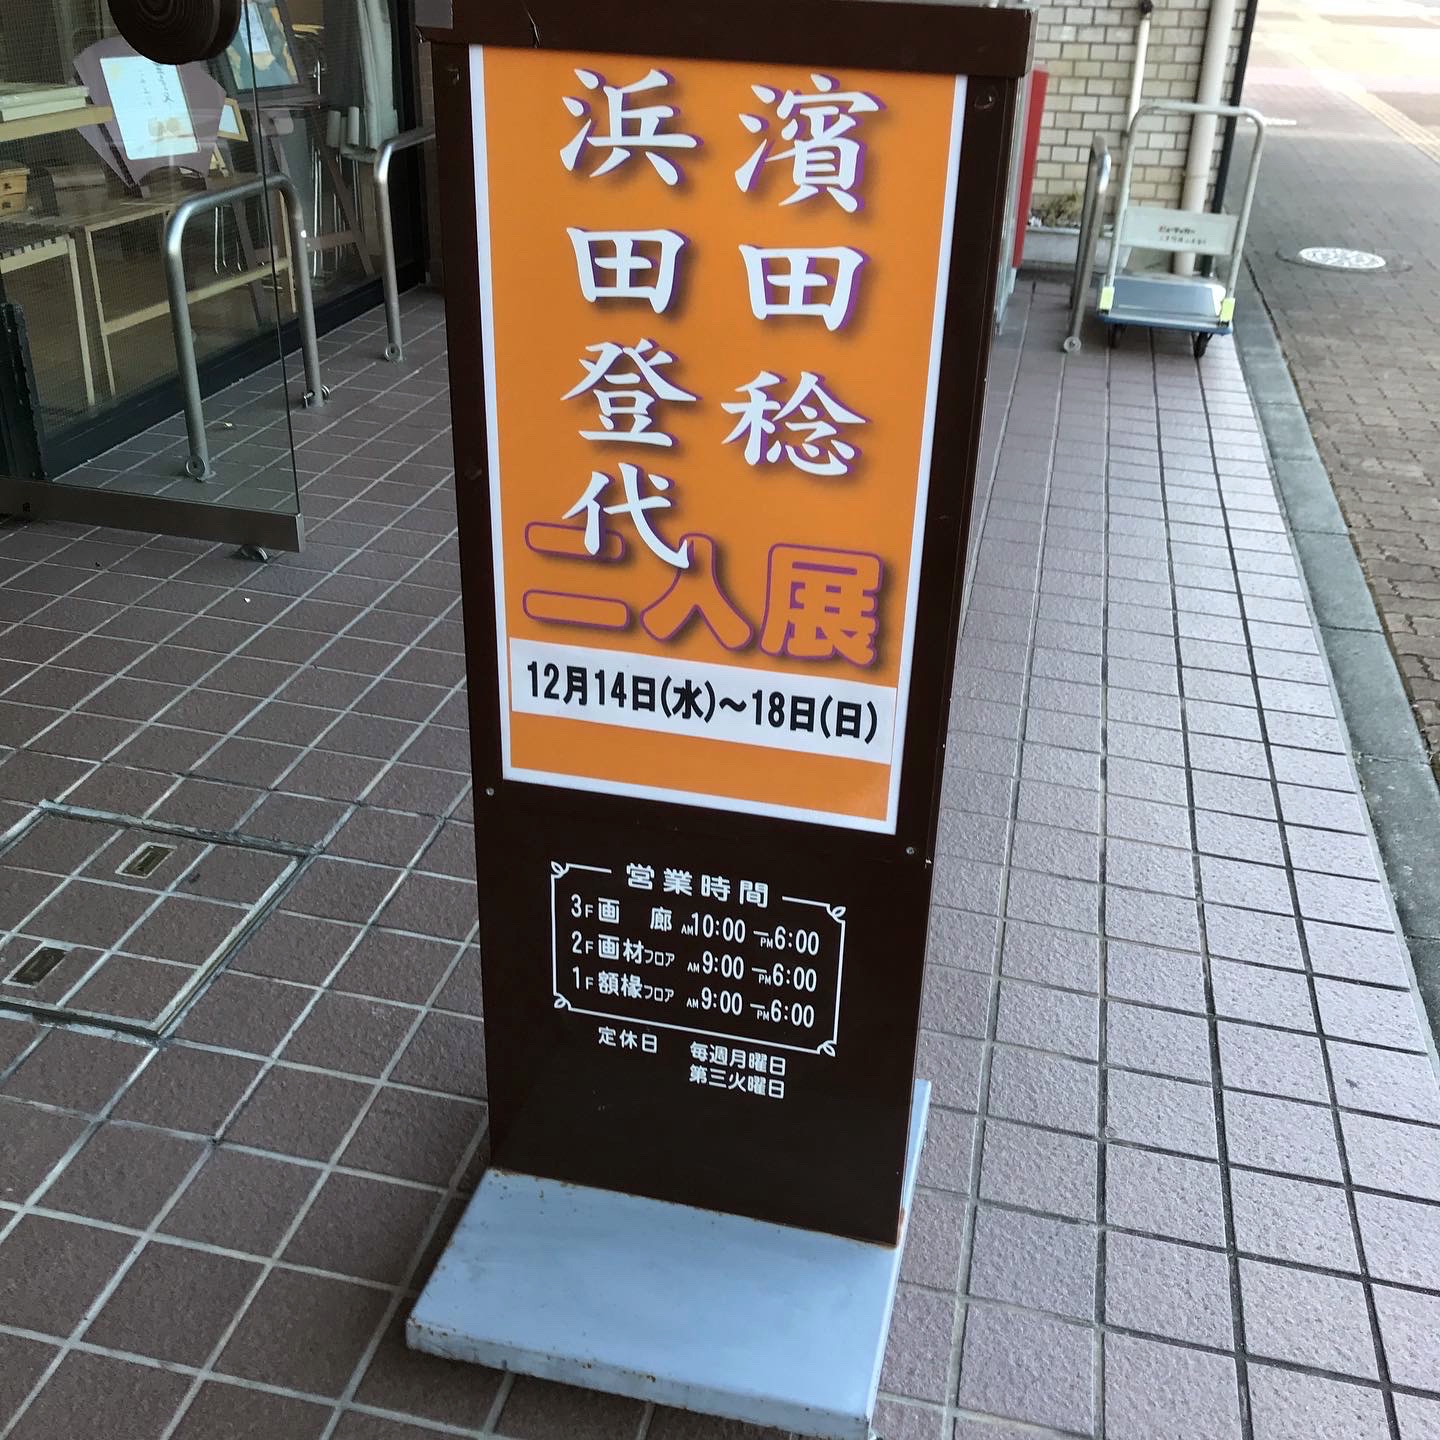 濱田稔
浜田登代
二人展
12月14日(水)～18日(日)
営業時間
3F画 廊 AM10:00－PM6:00
2F画材フロア AM9:00－PM6:00
1F額椽フロア AM9:00－PM6:00
定休日 毎週月曜日
第三火曜日